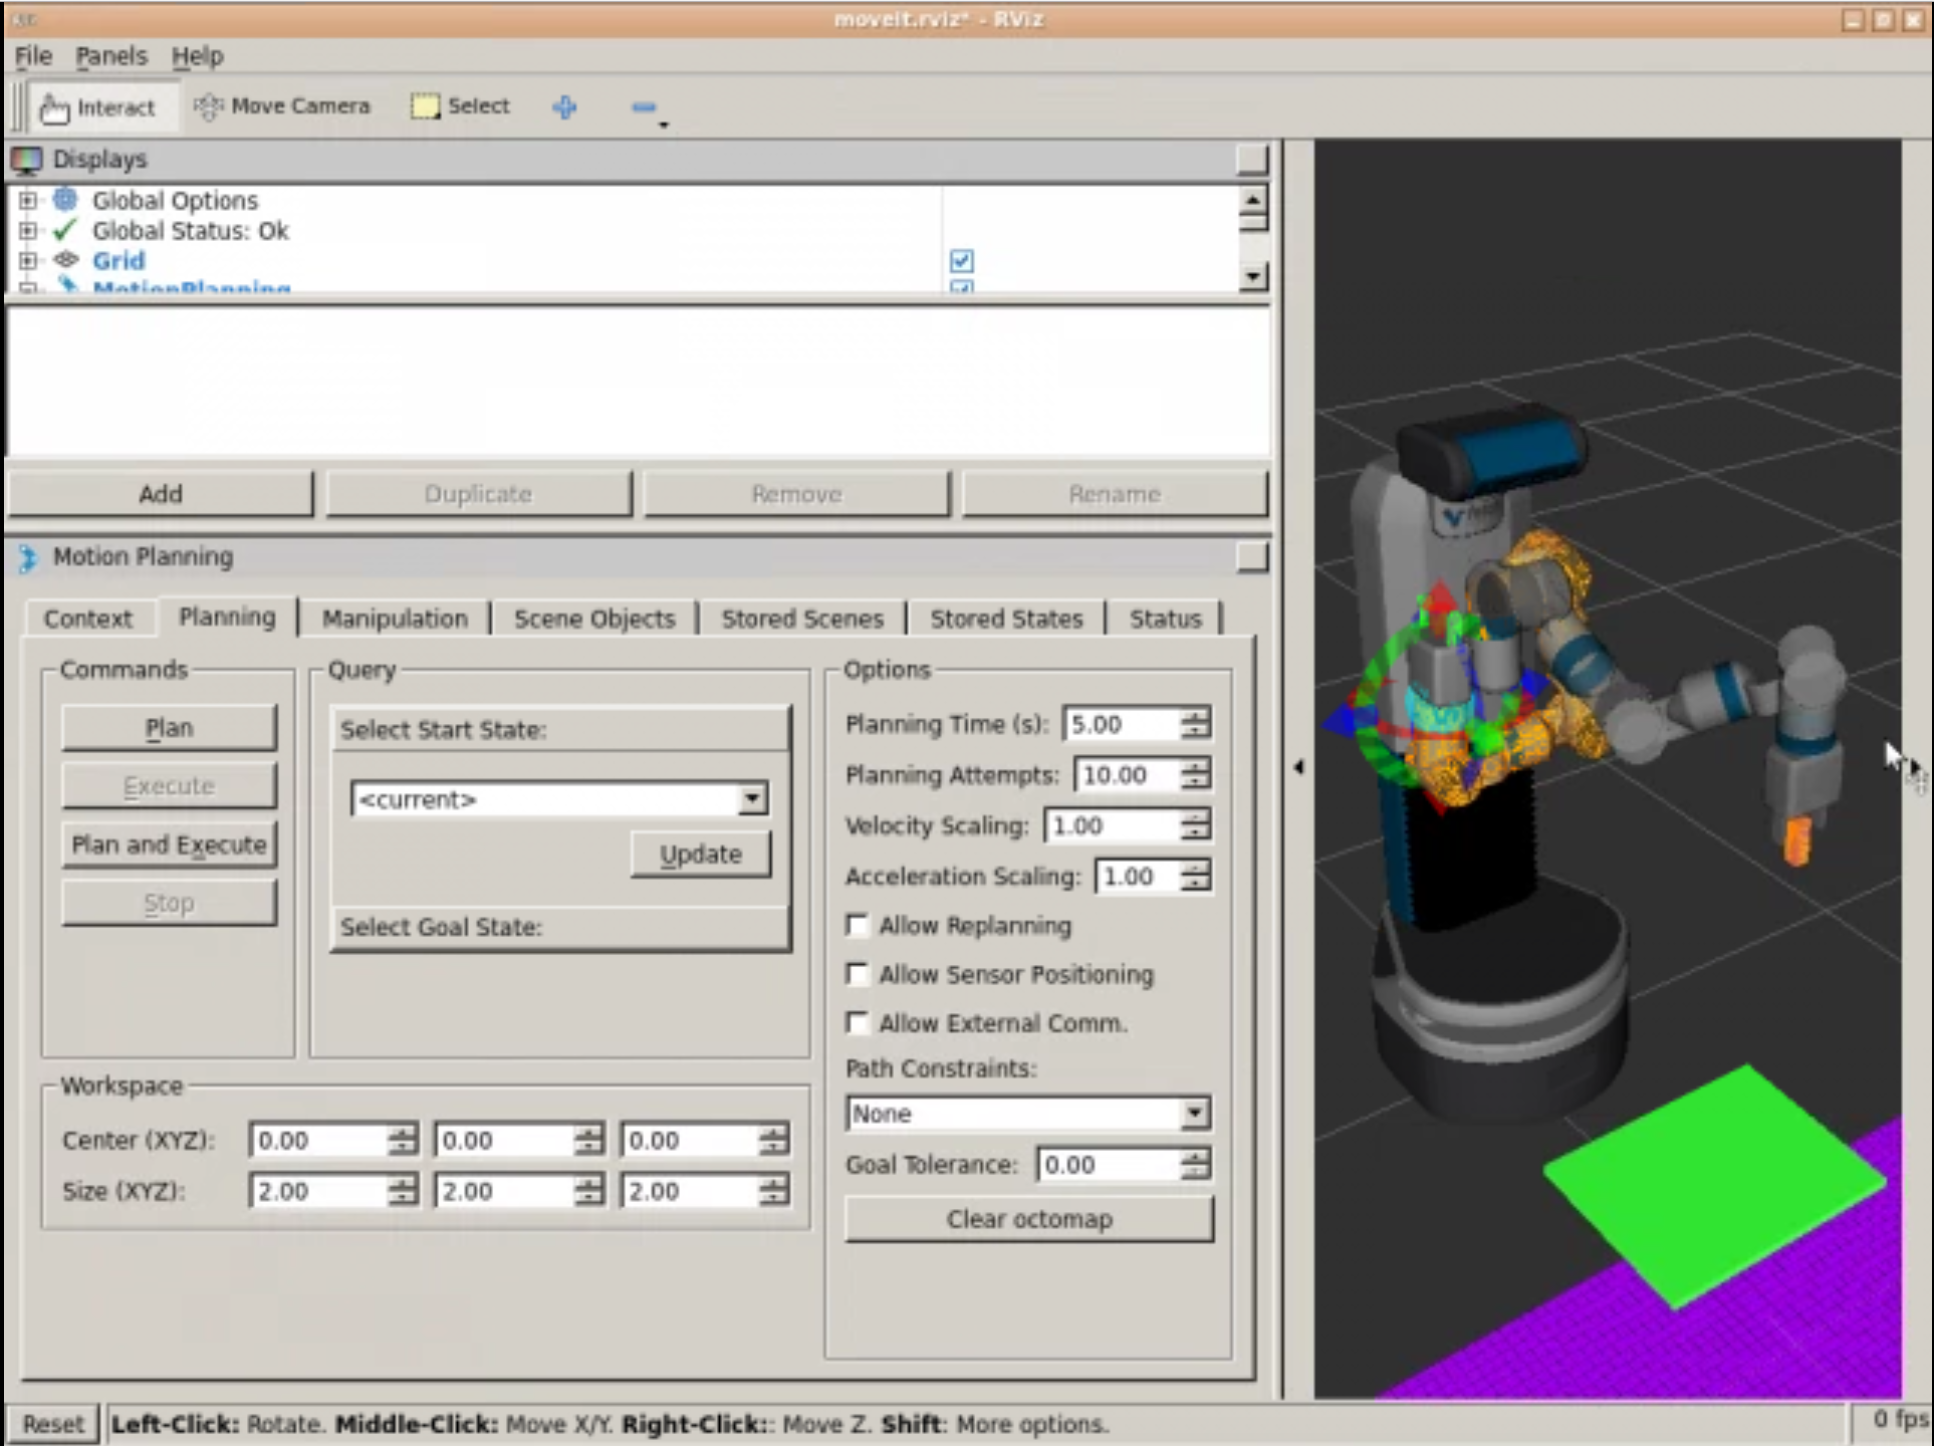 moveit.rviz* - RViz
File Panels Help
Interact Move Camera Select
Displays
Global Options
Global Status: Ok
Grid
MotionPlanning
Add Duplicate Remove Rename
Motion Planning
Context Planning Manipulation Scene Objects Stored Scenes Stored States Status
Commands
Plan
Execute
Plan and Execute
Stop
Query
Select Start State:
<current>
Update
Select Goal State:
Workspace
Center (XYZ): 0.00 0.00 0.00
Size (XYZ): 2.00 2.00 2.00
Options
Planning Time (s): 5.00
Planning Attempts: 10.00
Velocity Scaling: 1.00
Acceleration Scaling: 1.00
Allow Replanning
Allow Sensor Positioning
Allow External Comm.
Path Constraints:
None
Goal Tolerance: 0.00
Clear octomap
Reset Left-Click: Rotate. Middle-Click: Move X/Y. Right-Click:: Move Z. Shift: More options. 0 fps